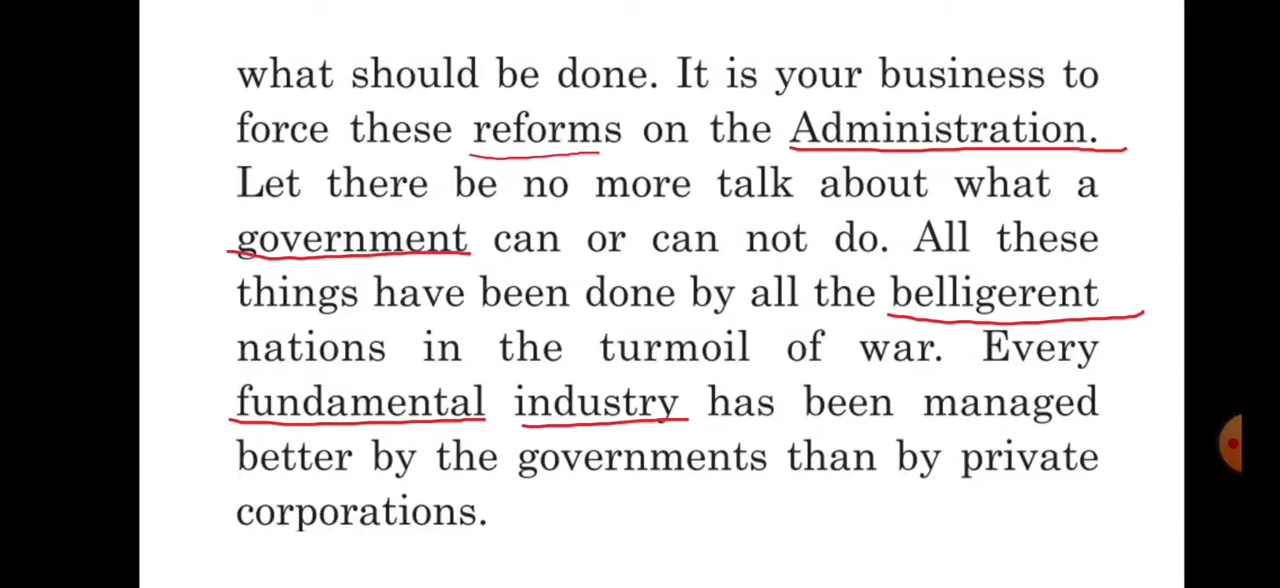 what should be done. It is your business to
force these reforms on the Administration.
Let there be no more talk about what a
government can or can not do. All these
things have been done by all the belligerent
nations in the turmoil of war. Every
fundamental industry has been managed
better by the governments than by private
corporations.